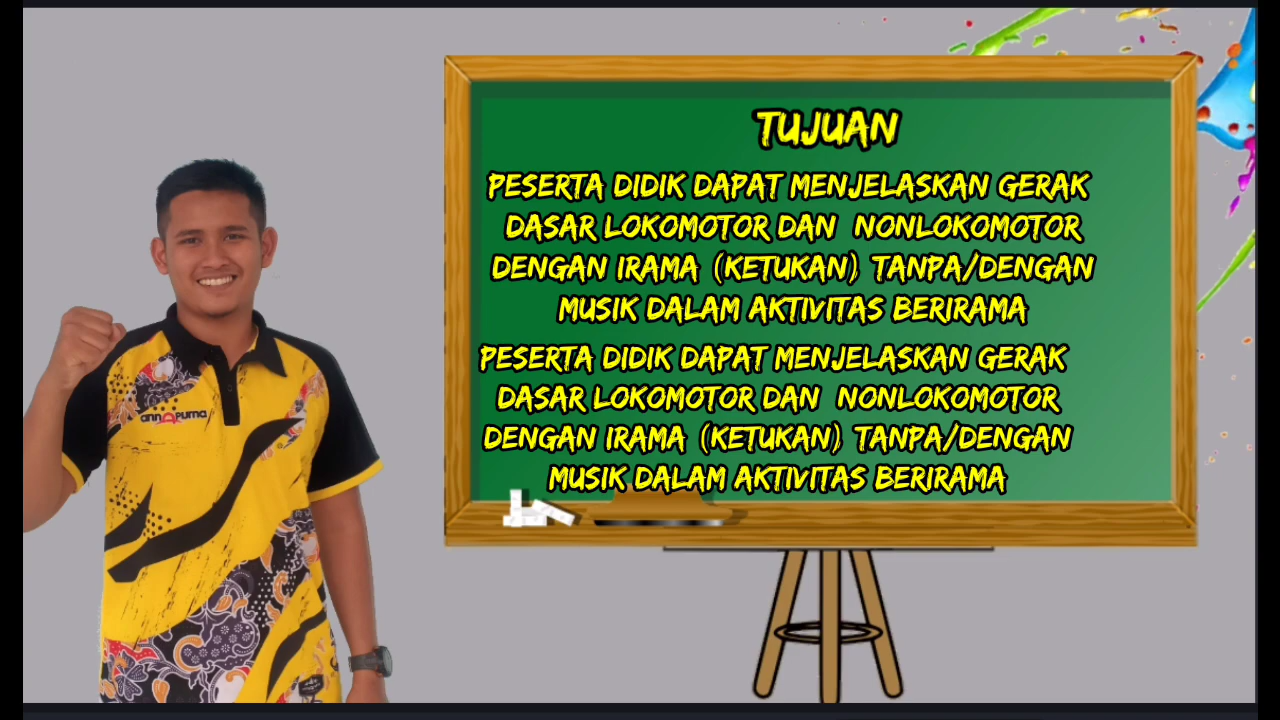 TUJUAN
PESERTA DIDIK DAPAT MENJELASKAN GERAK
DASAR LOKOMOTOR DAN NONLOKOMOTOR
DENGAN IRAMA (KETUKAN) TANPA/DENGAN
MUSIK DALAM AKTIVITAS BERIRAMA
PESERTA DIDIK DAPAT MENJELASKAN GERAK
DASAR LOKOMOTOR DAN NONLOKOMOTOR
DENGAN IRAMA (KETUKAN) TANPA/DENGAN
MUSIK DALAM AKTIVITAS BERIRAMA
annapurna